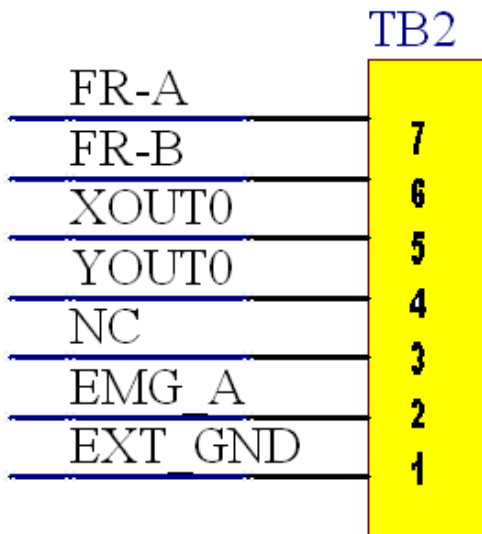 TB2
FR-A
7
FR-B
6
XOUT0
5
YOUT0
4
NC
3
EMG_A
2
EXT_GND
1